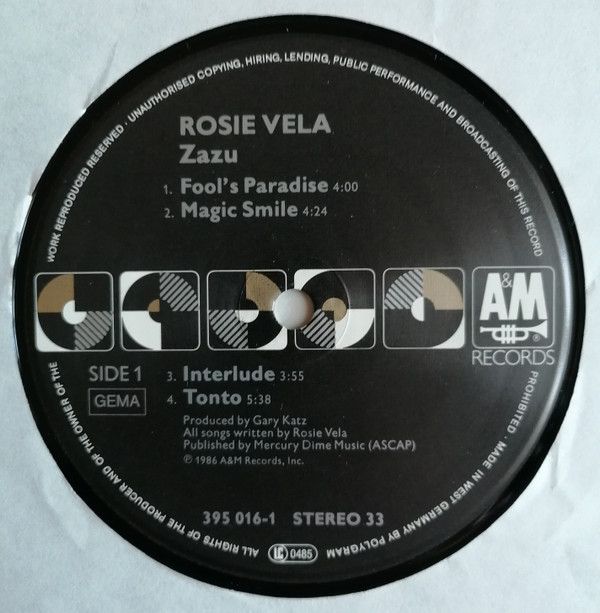 ROSIE VELA
Zazu
1. Fool's Paradise 4:00
2. Magic Smile 4:24
A&M
®
RECORDS
SIDE 1
GEMA
3. Interlude 3:55
4. Tonto 5:38
Produced by Gary Katz
All songs written by Rosie Vela
Published by Mercury Dime Music (ASCAP)
℗ 1986 A&M Records, Inc.
395 016-1 STEREO 33
LC 0485
ALL RIGHTS OF THE PRODUCER AND OF THE OWNER OF THE WORK REPRODUCED RESERVED · UNAUTHORISED COPYING, HIRING, LENDING, PUBLIC PERFORMANCE AND BROADCASTING OF THIS RECORD PROHIBITED · MADE IN WEST GERMANY BY POLYGRAM